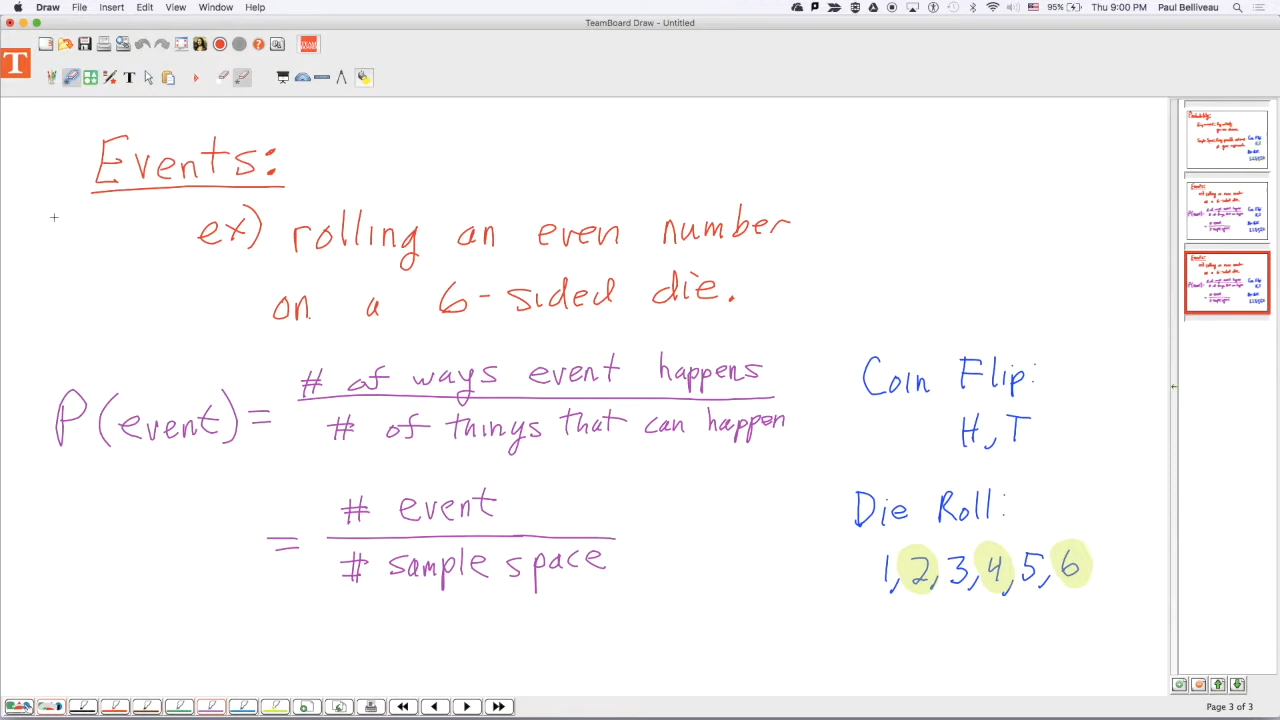 Draw File Insert Edit View Window Help
95% Thu 9:00 PM Paul Belliveau
TeamBoard Draw - Untitled
T
TEAM BOARD
T
Events:
ex) rolling an even number
on a 6-sided die.
P(event) = # of ways event happens
# of things that can happen
= # event
# sample space
Coin Flip:
H, T
Die Roll:
1, 2, 3, 4, 5, 6
Page 3 of 3